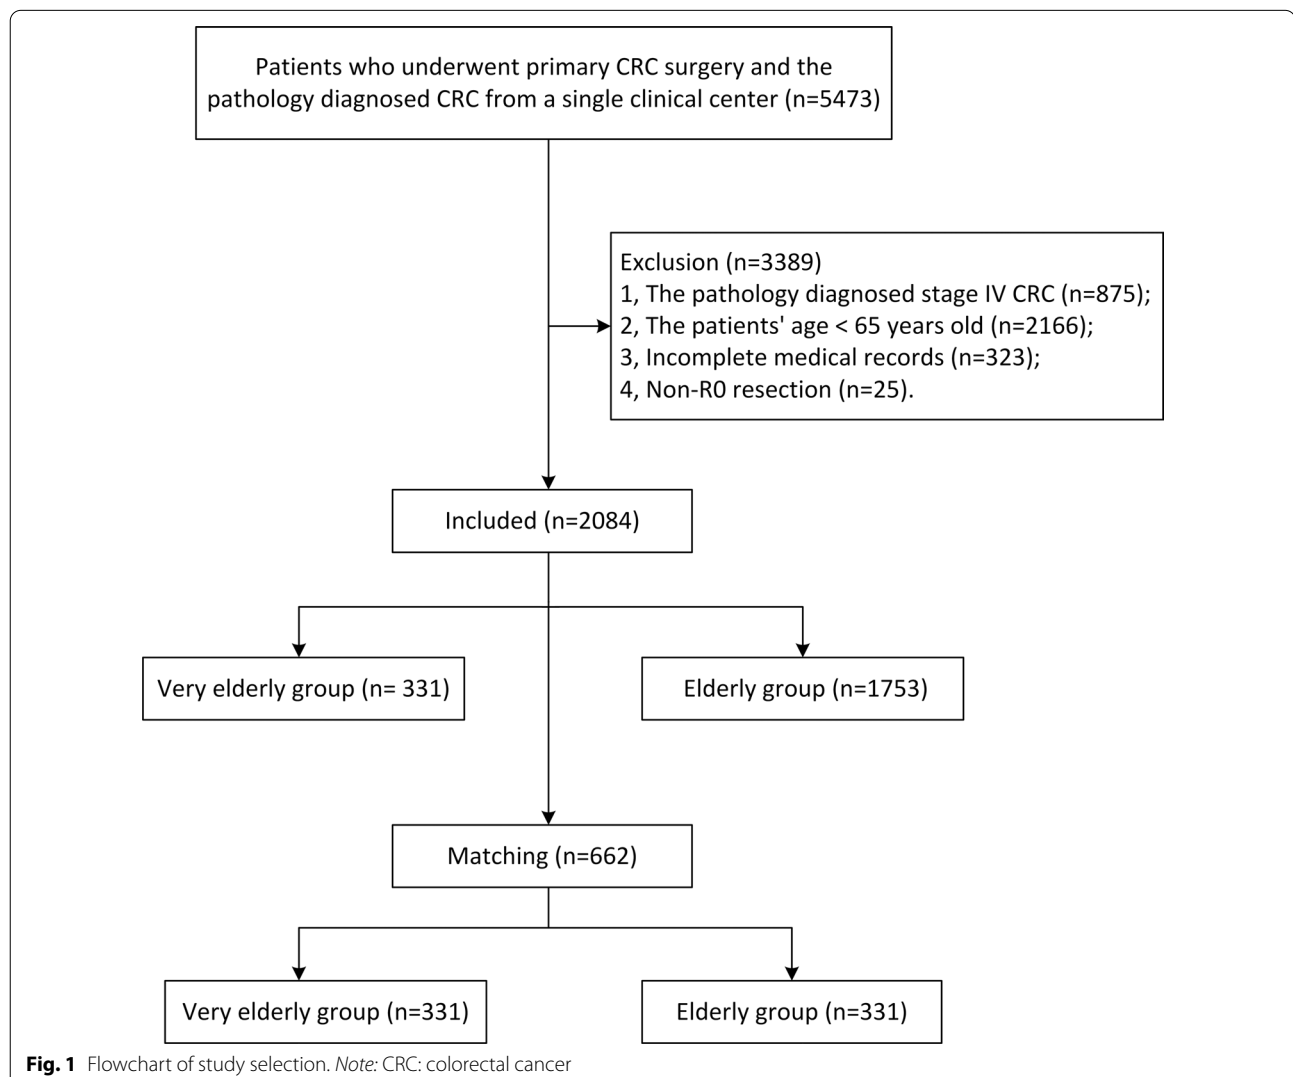 Patients who underwent primary CRC surgery and the
pathology diagnosed CRC from a single clinical center (n=5473)
Exclusion (n=3389)
1, The pathology diagnosed stage IV CRC (n=875);
2, The patients' age < 65 years old (n=2166);
3, Incomplete medical records (n=323);
4, Non-R0 resection (n=25).
Included (n=2084)
Very elderly group (n= 331)
Elderly group (n=1753)
Matching (n=662)
Very elderly group (n=331)
Elderly group (n=331)
Fig. 1 Flowchart of study selection. Note: CRC: colorectal cancer